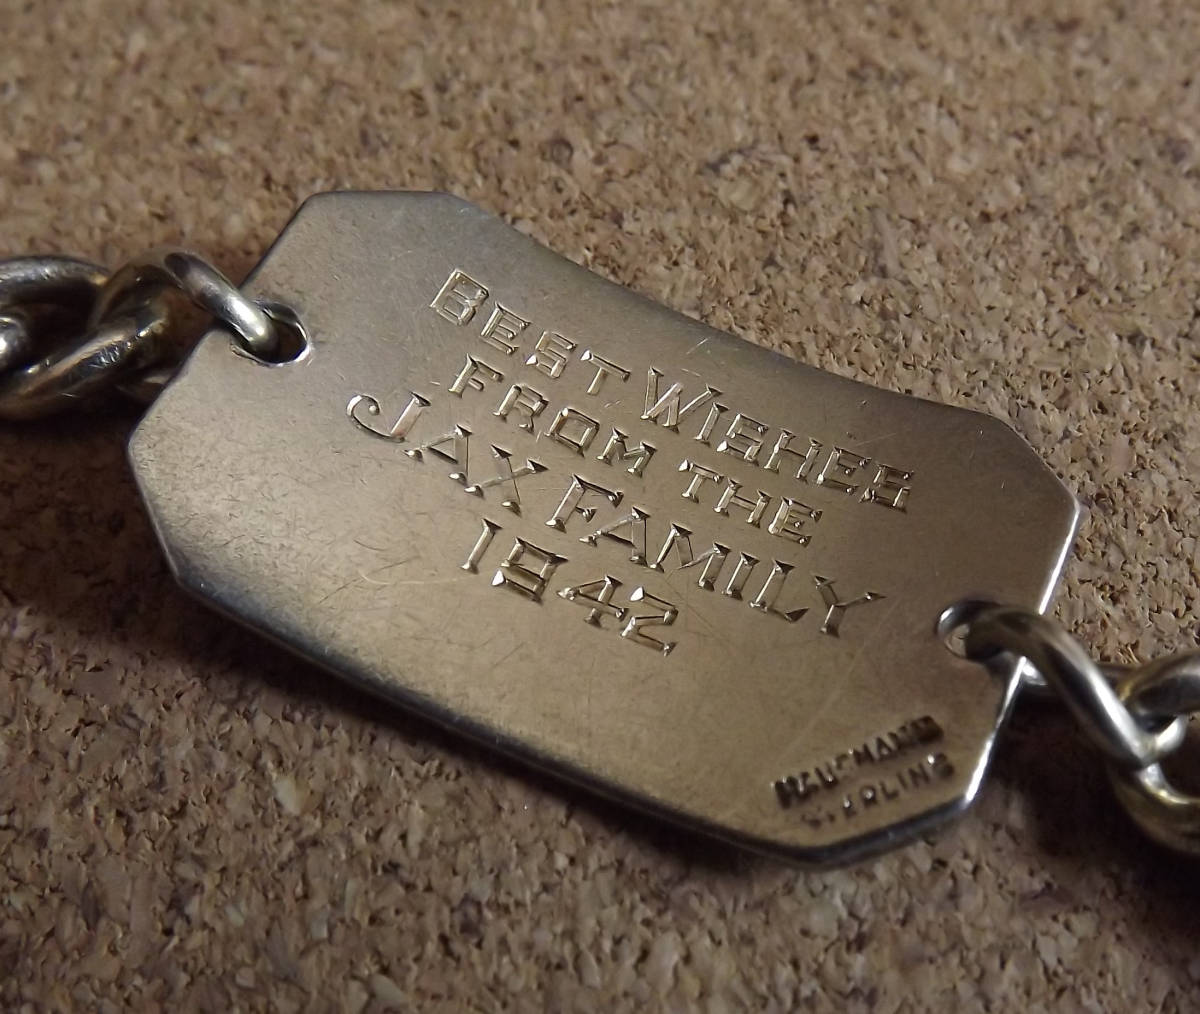 BEST WISHES
FROM THE
JAX FAMILY
1942
STERLING